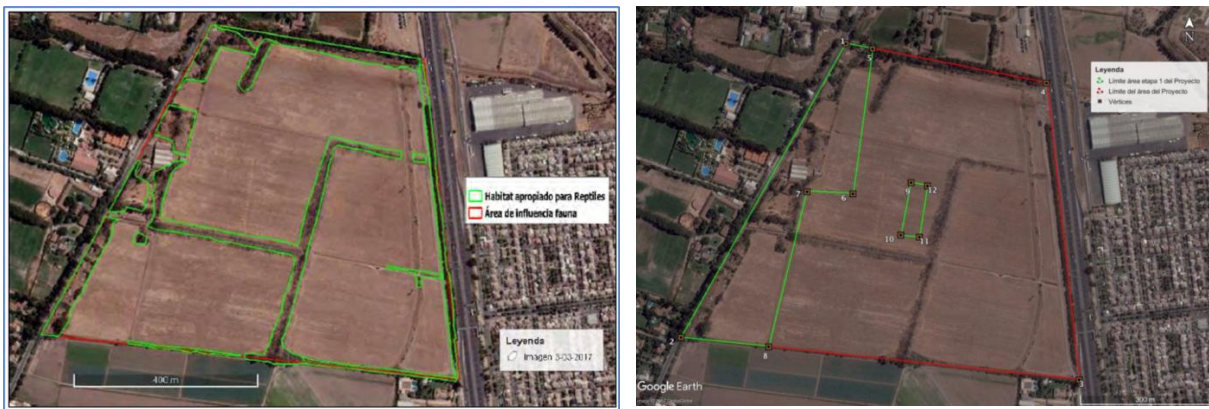 Habitat apropiado para Reptiles
Área de influencia fauna
Leyenda
Imagen 3-03-2017
400 m
N
Leyenda
Límite área etapa 1 del Proyecto
Límite del área del Proyecto
Vértices
1
5
4
9
12
7
6
10
11
2
8
3
Google Earth
300 m